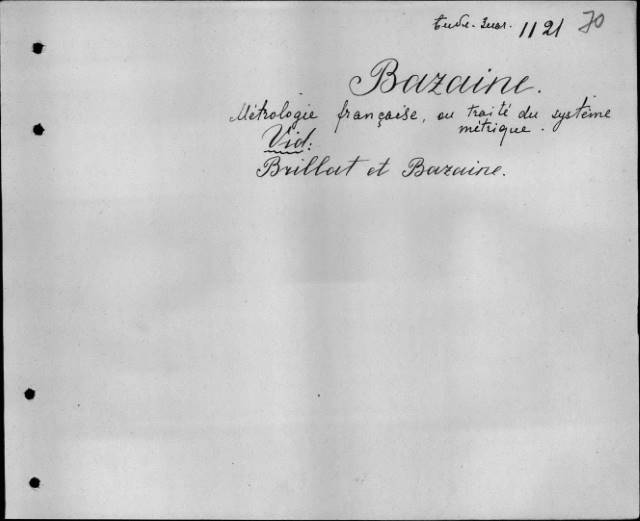 1121 70
Bazaine.
Métrologie française, ou traité du système
métrique.
Vid:
Brillat et Bazaine.